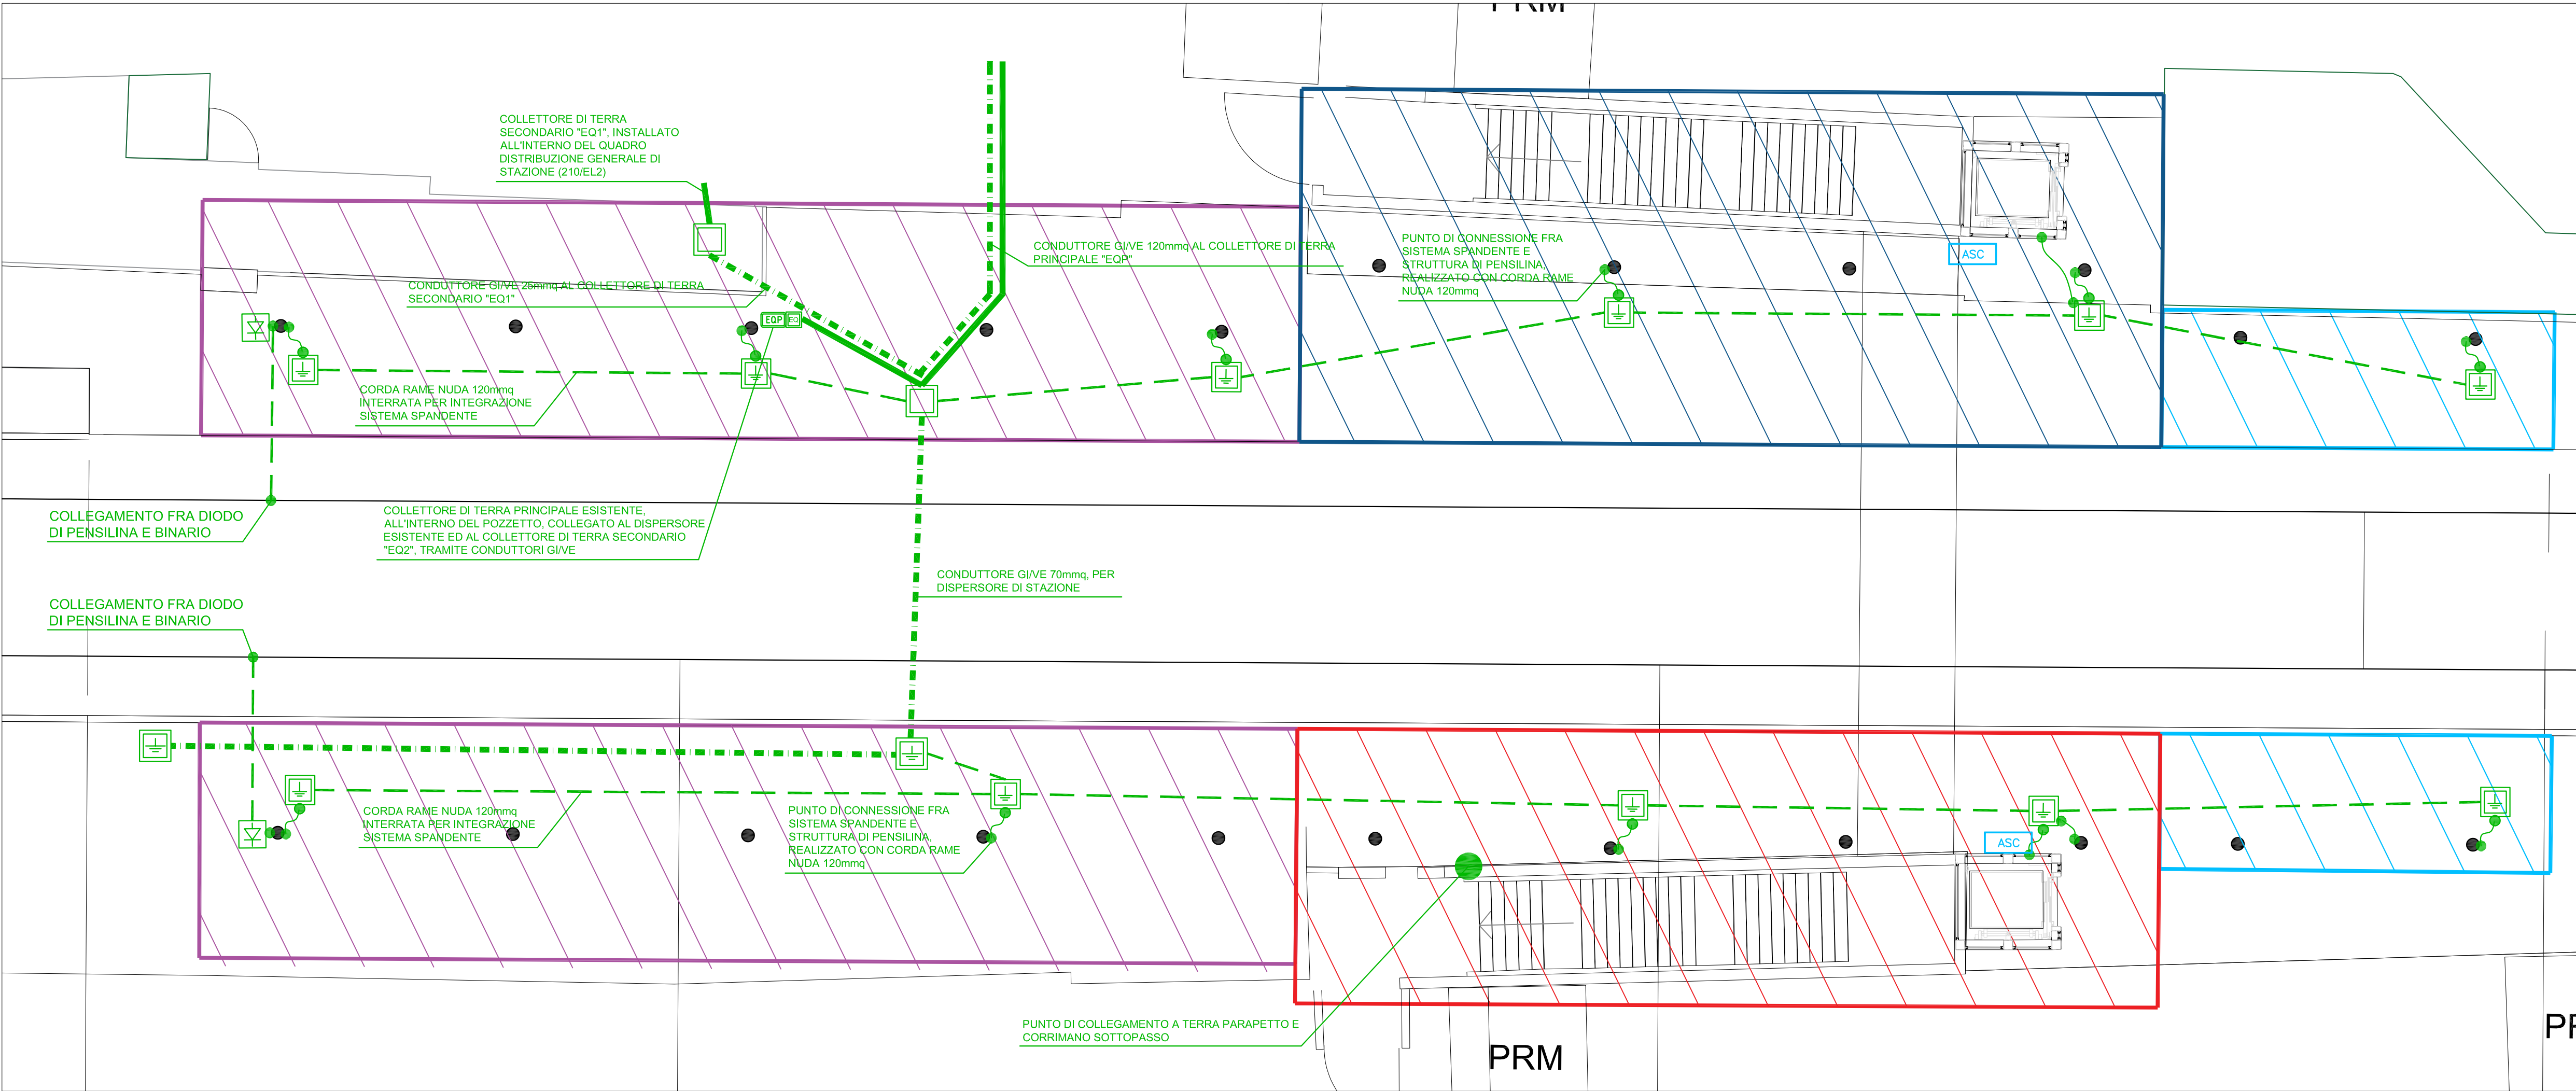 PRM
COLLETTORE DI TERRA
SECONDARIO "EQ1", INSTALLATO
ALL'INTERNO DEL QUADRO
DISTRIBUZIONE GENERALE DI
STAZIONE (210/EL2)
CONDUTTORE GI/VE 120mmq AL COLLETTORE DI TERRA
PRINCIPALE "EQP"
PUNTO DI CONNESSIONE FRA
SISTEMA SPANDENTE E
STRUTTURA DI PENSILINA,
REALIZZATO CON CORDA RAME
NUDA 120mmq
ASC
CONDUTTORE GI/VE 25mmq AL COLLETTORE DI TERRA
SECONDARIO "EQ1"
EQP
EQ
CORDA RAME NUDA 120mmq
INTERRATA PER INTEGRAZIONE
SISTEMA SPANDENTE
COLLEGAMENTO FRA DIODO
DI PENSILINA E BINARIO
COLLETTORE DI TERRA PRINCIPALE ESISTENTE,
ALL'INTERNO DEL POZZETTO, COLLEGATO AL DISPERSORE
ESISTENTE ED AL COLLETTORE DI TERRA SECONDARIO
"EQ2", TRAMITE CONDUTTORI GI/VE
CONDUTTORE GI/VE 70mmq, PER
DISPERSORE DI STAZIONE
COLLEGAMENTO FRA DIODO
DI PENSILINA E BINARIO
CORDA RAME NUDA 120mmq
INTERRATA PER INTEGRAZIONE
SISTEMA SPANDENTE
PUNTO DI CONNESSIONE FRA
SISTEMA SPANDENTE E
STRUTTURA DI PENSILINA,
REALIZZATO CON CORDA RAME
NUDA 120mmq
ASC
PUNTO DI COLLEGAMENTO A TERRA PARAPETTO E
CORRIMANO SOTTOPASSO
PRM